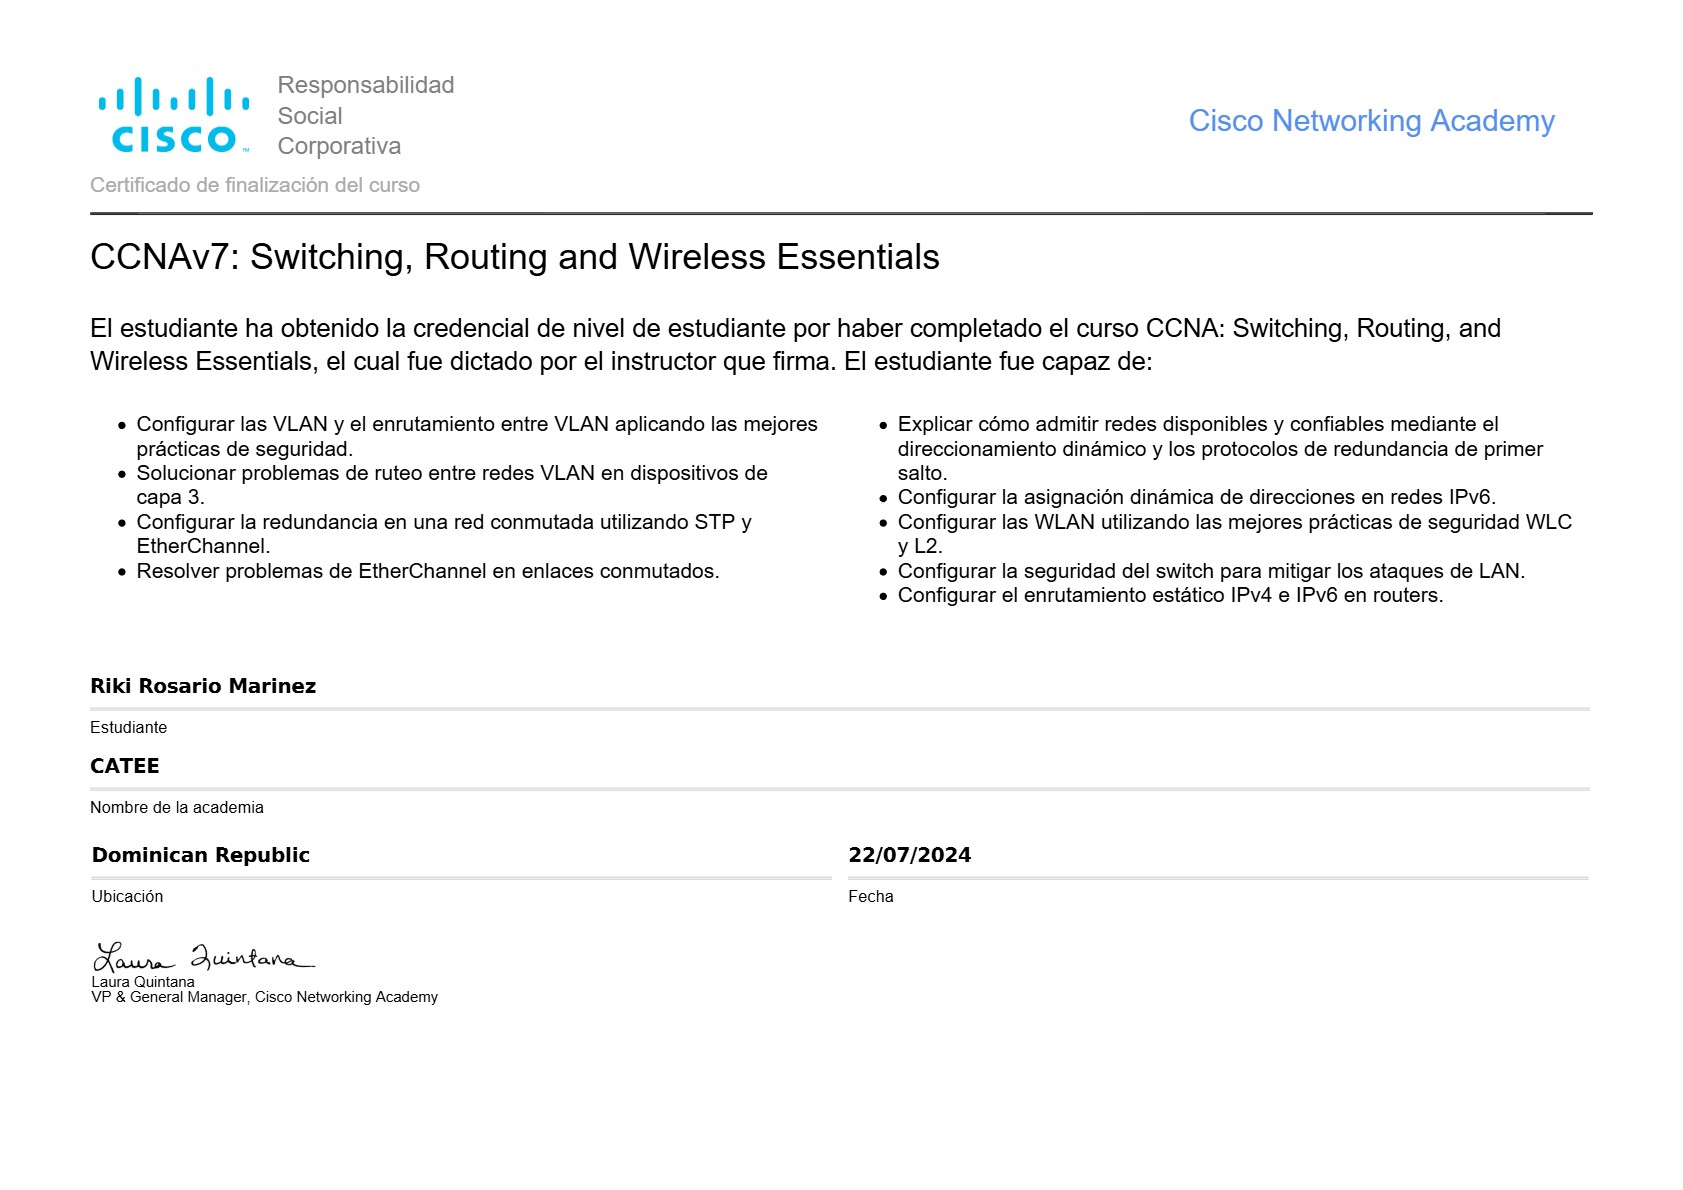 CISCO
Responsabilidad
Social
Corporativa
Cisco Networking Academy
Certificado de finalización del curso
CCNAv7: Switching, Routing and Wireless Essentials
El estudiante ha obtenido la credencial de nivel de estudiante por haber completado el curso CCNA: Switching, Routing, and
Wireless Essentials, el cual fue dictado por el instructor que firma. El estudiante fue capaz de:
• Configurar las VLAN y el enrutamiento entre VLAN aplicando las mejores
prácticas de seguridad.
• Solucionar problemas de ruteo entre redes VLAN en dispositivos de
capa 3.
• Configurar la redundancia en una red conmutada utilizando STP y
EtherChannel.
• Resolver problemas de EtherChannel en enlaces conmutados.
• Explicar cómo admitir redes disponibles y confiables mediante el
direccionamiento dinámico y los protocolos de redundancia de primer
salto.
• Configurar la asignación dinámica de direcciones en redes IPv6.
• Configurar las WLAN utilizando las mejores prácticas de seguridad WLC
y L2.
• Configurar la seguridad del switch para mitigar los ataques de LAN.
• Configurar el enrutamiento estático IPv4 e IPv6 en routers.
Riki Rosario Marinez
Estudiante
CATEE
Nombre de la academia
Dominican Republic
Ubicación
22/07/2024
Fecha
Laura Quintana
Laura Quintana
VP & General Manager, Cisco Networking Academy